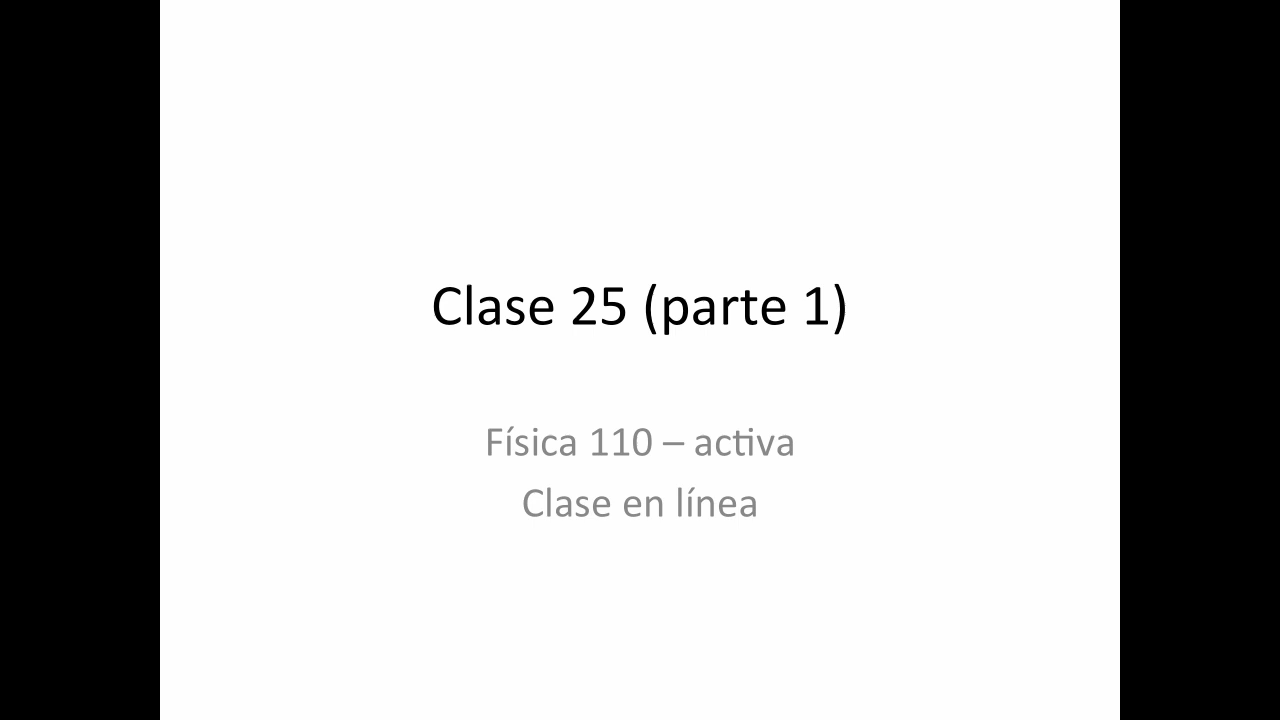 Clase 25 (parte 1)
Física 110 – activa
Clase en línea